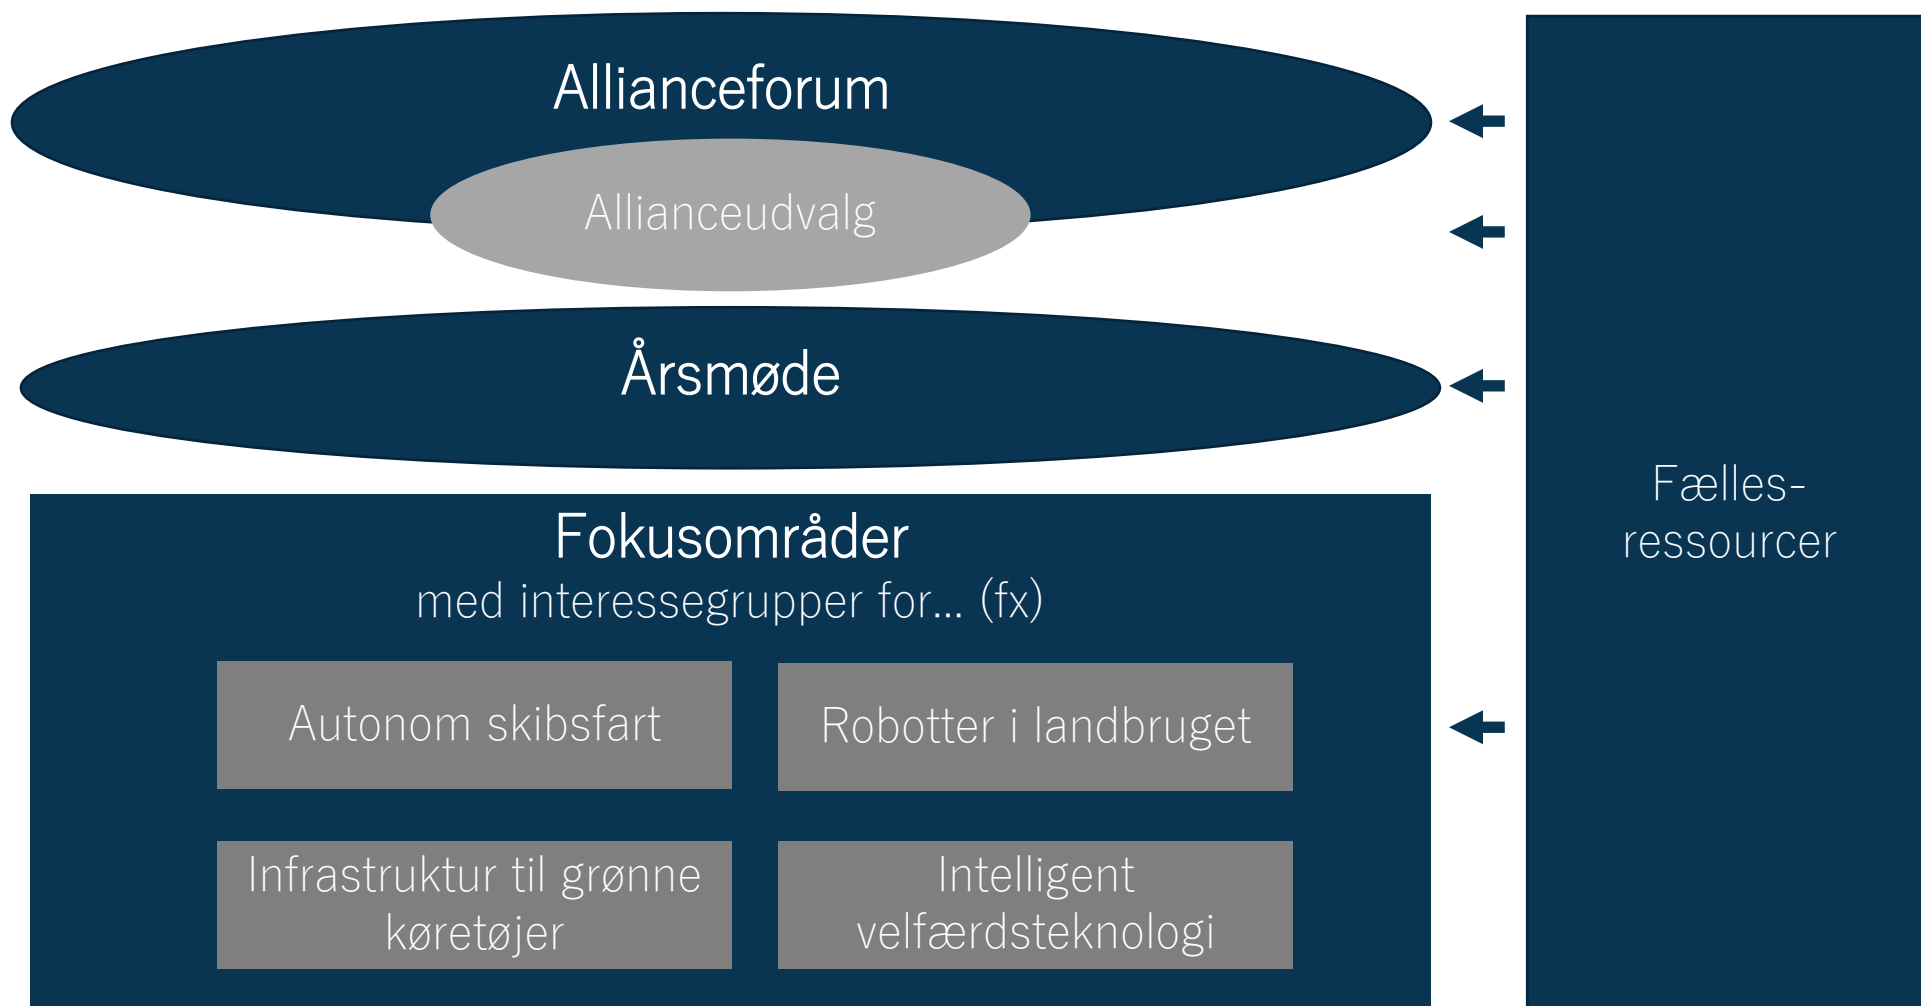 Allianceforum
Allianceudvalg
Årsmøde
Fokusområder
med interessegrupper for... (fx)
Autonom skibsfart
Robotter i landbruget
Infrastruktur til grønne
køretøjer
Intelligent
velfærdsteknologi
Fælles-
ressourcer